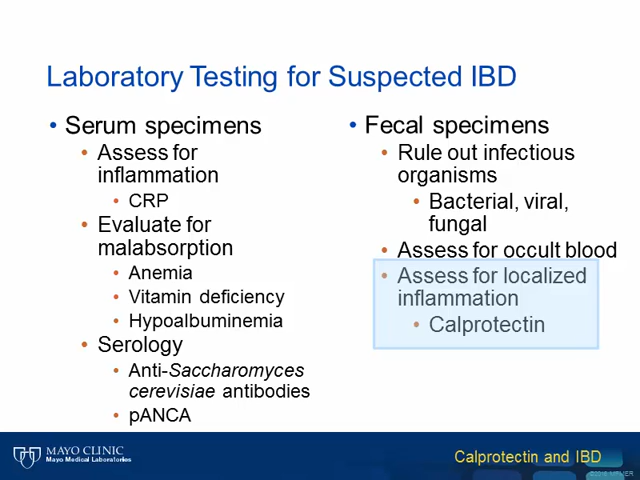 Laboratory Testing for Suspected IBD
• Serum specimens
• Assess for
inflammation
• CRP
• Evaluate for
malabsorption
• Anemia
• Vitamin deficiency
• Hypoalbuminemia
• Serology
• Anti-Saccharomyces
cerevisiae antibodies
• pANCA
• Fecal specimens
• Rule out infectious
organisms
• Bacterial, viral,
fungal
• Assess for occult blood
• Assess for localized
inflammation
• Calprotectin
MAYO CLINIC
Mayo Medical Laboratories
Calprotectin and IBD